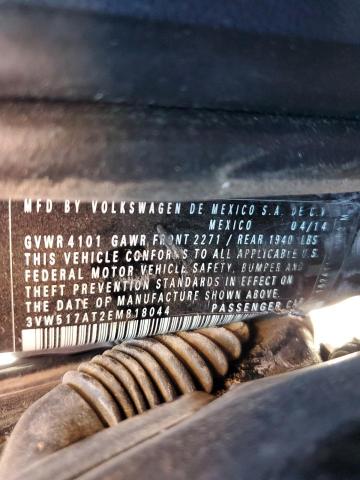 MFD BY VOLKSWAGEN DE MEXICO S.A. DE C.V.
MEXICO 04/14
GVWR 4101 GAWR FRONT 2271 / REAR 1940 LBS
THIS VEHICLE CONFORMS TO ALL APPLICABLE U.S.
FEDERAL MOTOR VEHICLE SAFETY, BUMPER AND
THEFT PREVENTION STANDARDS IN EFFECT ON
THE DATE OF MANUFACTURE SHOWN ABOVE.
3VW517AT2EM818044 PASSENGER CAR